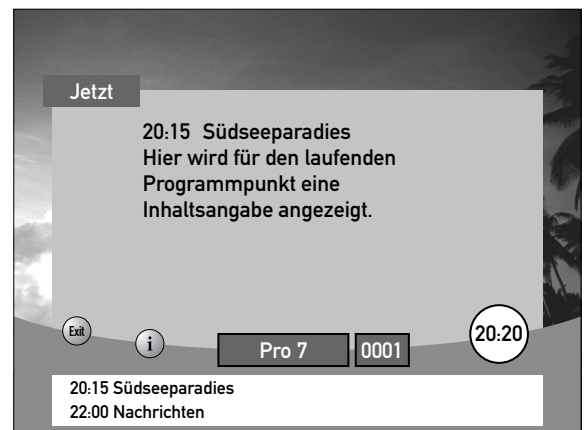 Jetzt
20:15 Südseeparadies
Hier wird für den laufenden
Programmpunkt eine
Inhaltsangabe angezeigt.
Exit
i
Pro 7
0001
20:20
20:15 Südseeparadies
22:00 Nachrichten